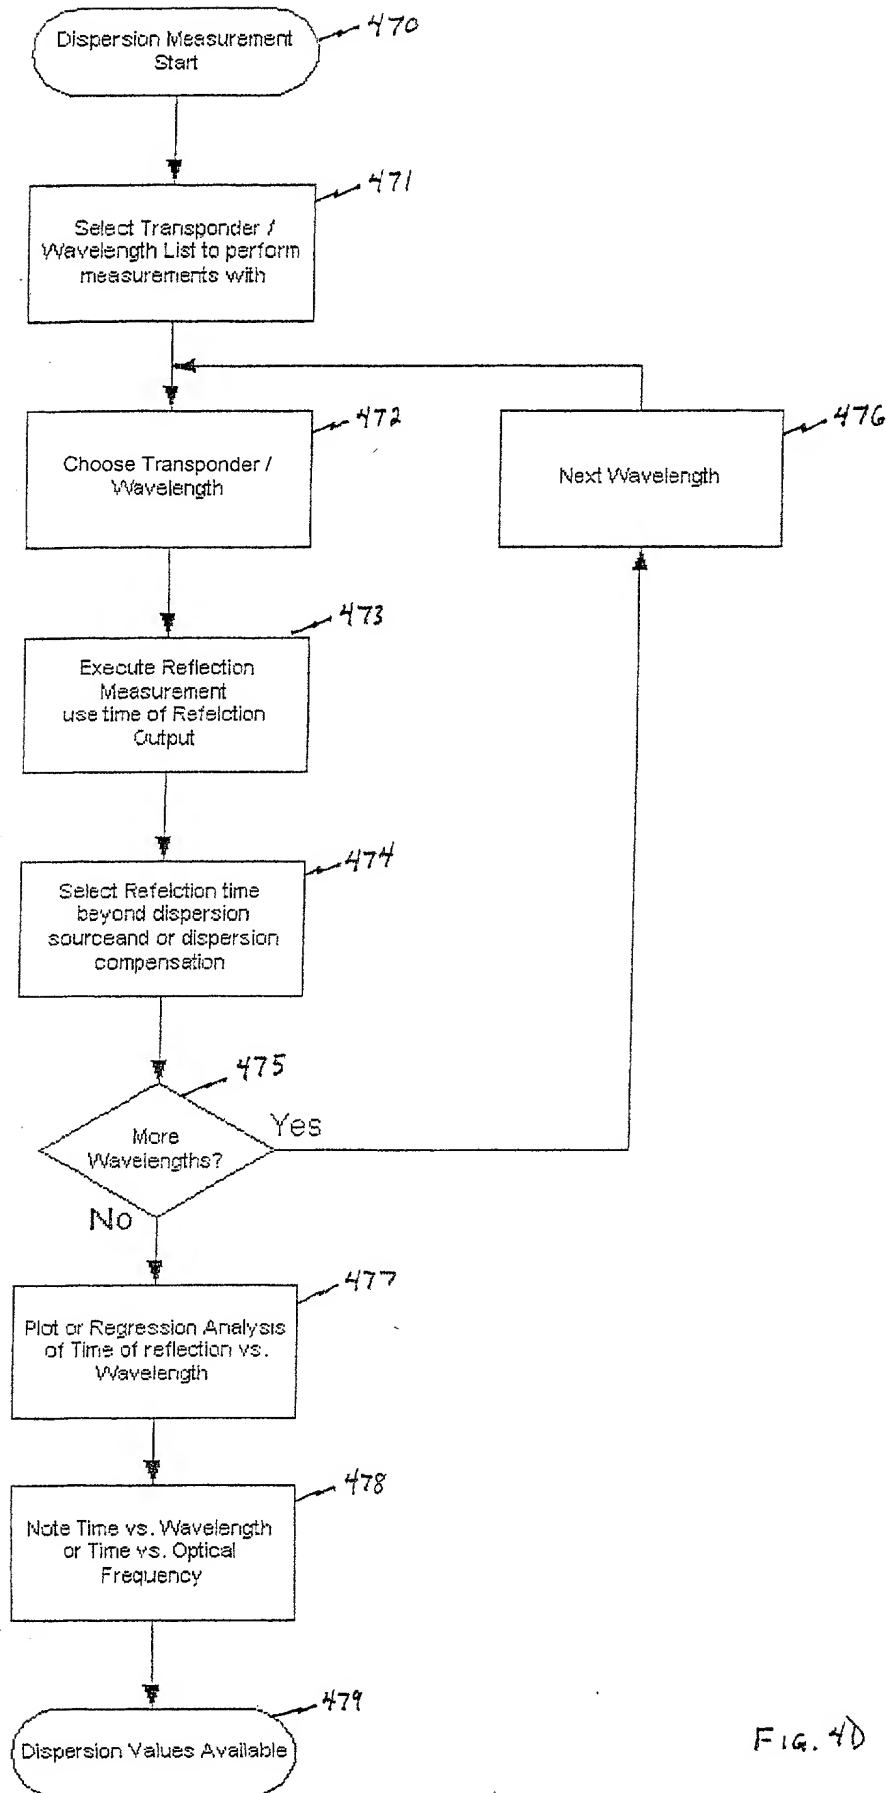 Dispersion Measurement
Start
470
471
Select Transponder /
Wavelength List to perform
measurements with
472
Choose Transponder /
Wavelength
476
Next Wavelength
473
Execute Reflection
Measurement
use time of Refelction
Output
474
Select Refelction time
beyond dispersion
sourceand or dispersion
compensation
475
More
Wavelengths?
Yes
No
477
Plot or Regression Analysis
of Time of reflection vs.
Wavelength
478
Note Time vs. Wavelength
or Time vs. Optical
Frequency
479
Dispersion Values Available
FIG. 4D